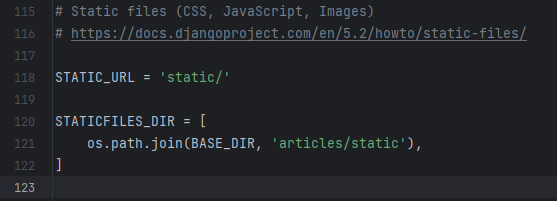 115 # Static files (CSS, JavaScript, Images)
116 # https://docs.djangoproject.com/en/5.2/howto/static-files/
117
118 STATIC_URL = 'static/'
119
120 STATICFILES_DIR = [
121     os.path.join(BASE_DIR, 'articles/static'),
122 ]
123